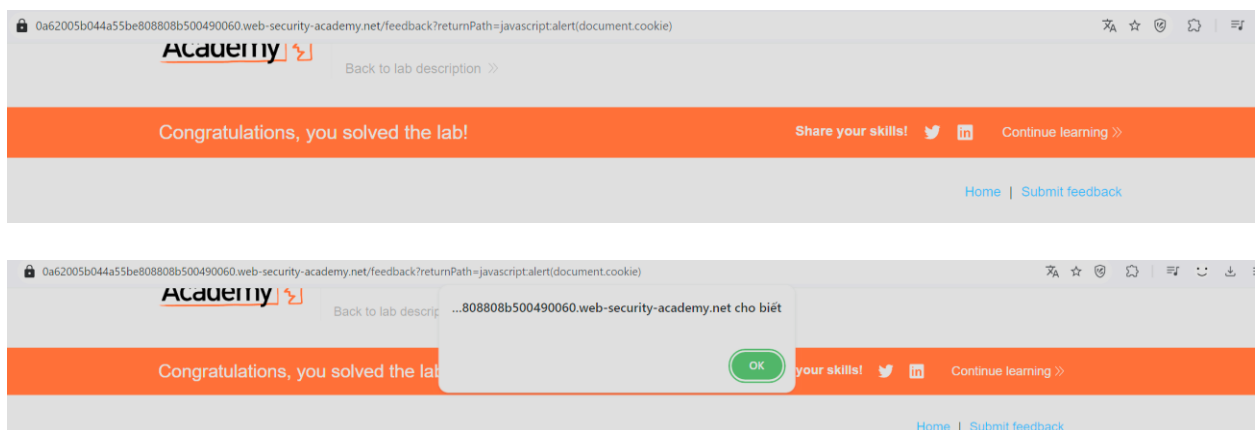 0a62005b044a55be808808b500490060.web-security-academy.net/feedback?returnPath=javascript:alert(document.cookie)
Academy
Back to lab description >>
Congratulations, you solved the lab!
Share your skills!
Continue learning >>
Home | Submit feedback
0a62005b044a55be808808b500490060.web-security-academy.net/feedback?returnPath=javascript:alert(document.cookie)
Academy
Back to lab descrip
...808808b500490060.web-security-academy.net cho biết
OK
Congratulations, you solved the lab
your skills!
Continue learning >>
Home | Submit feedback